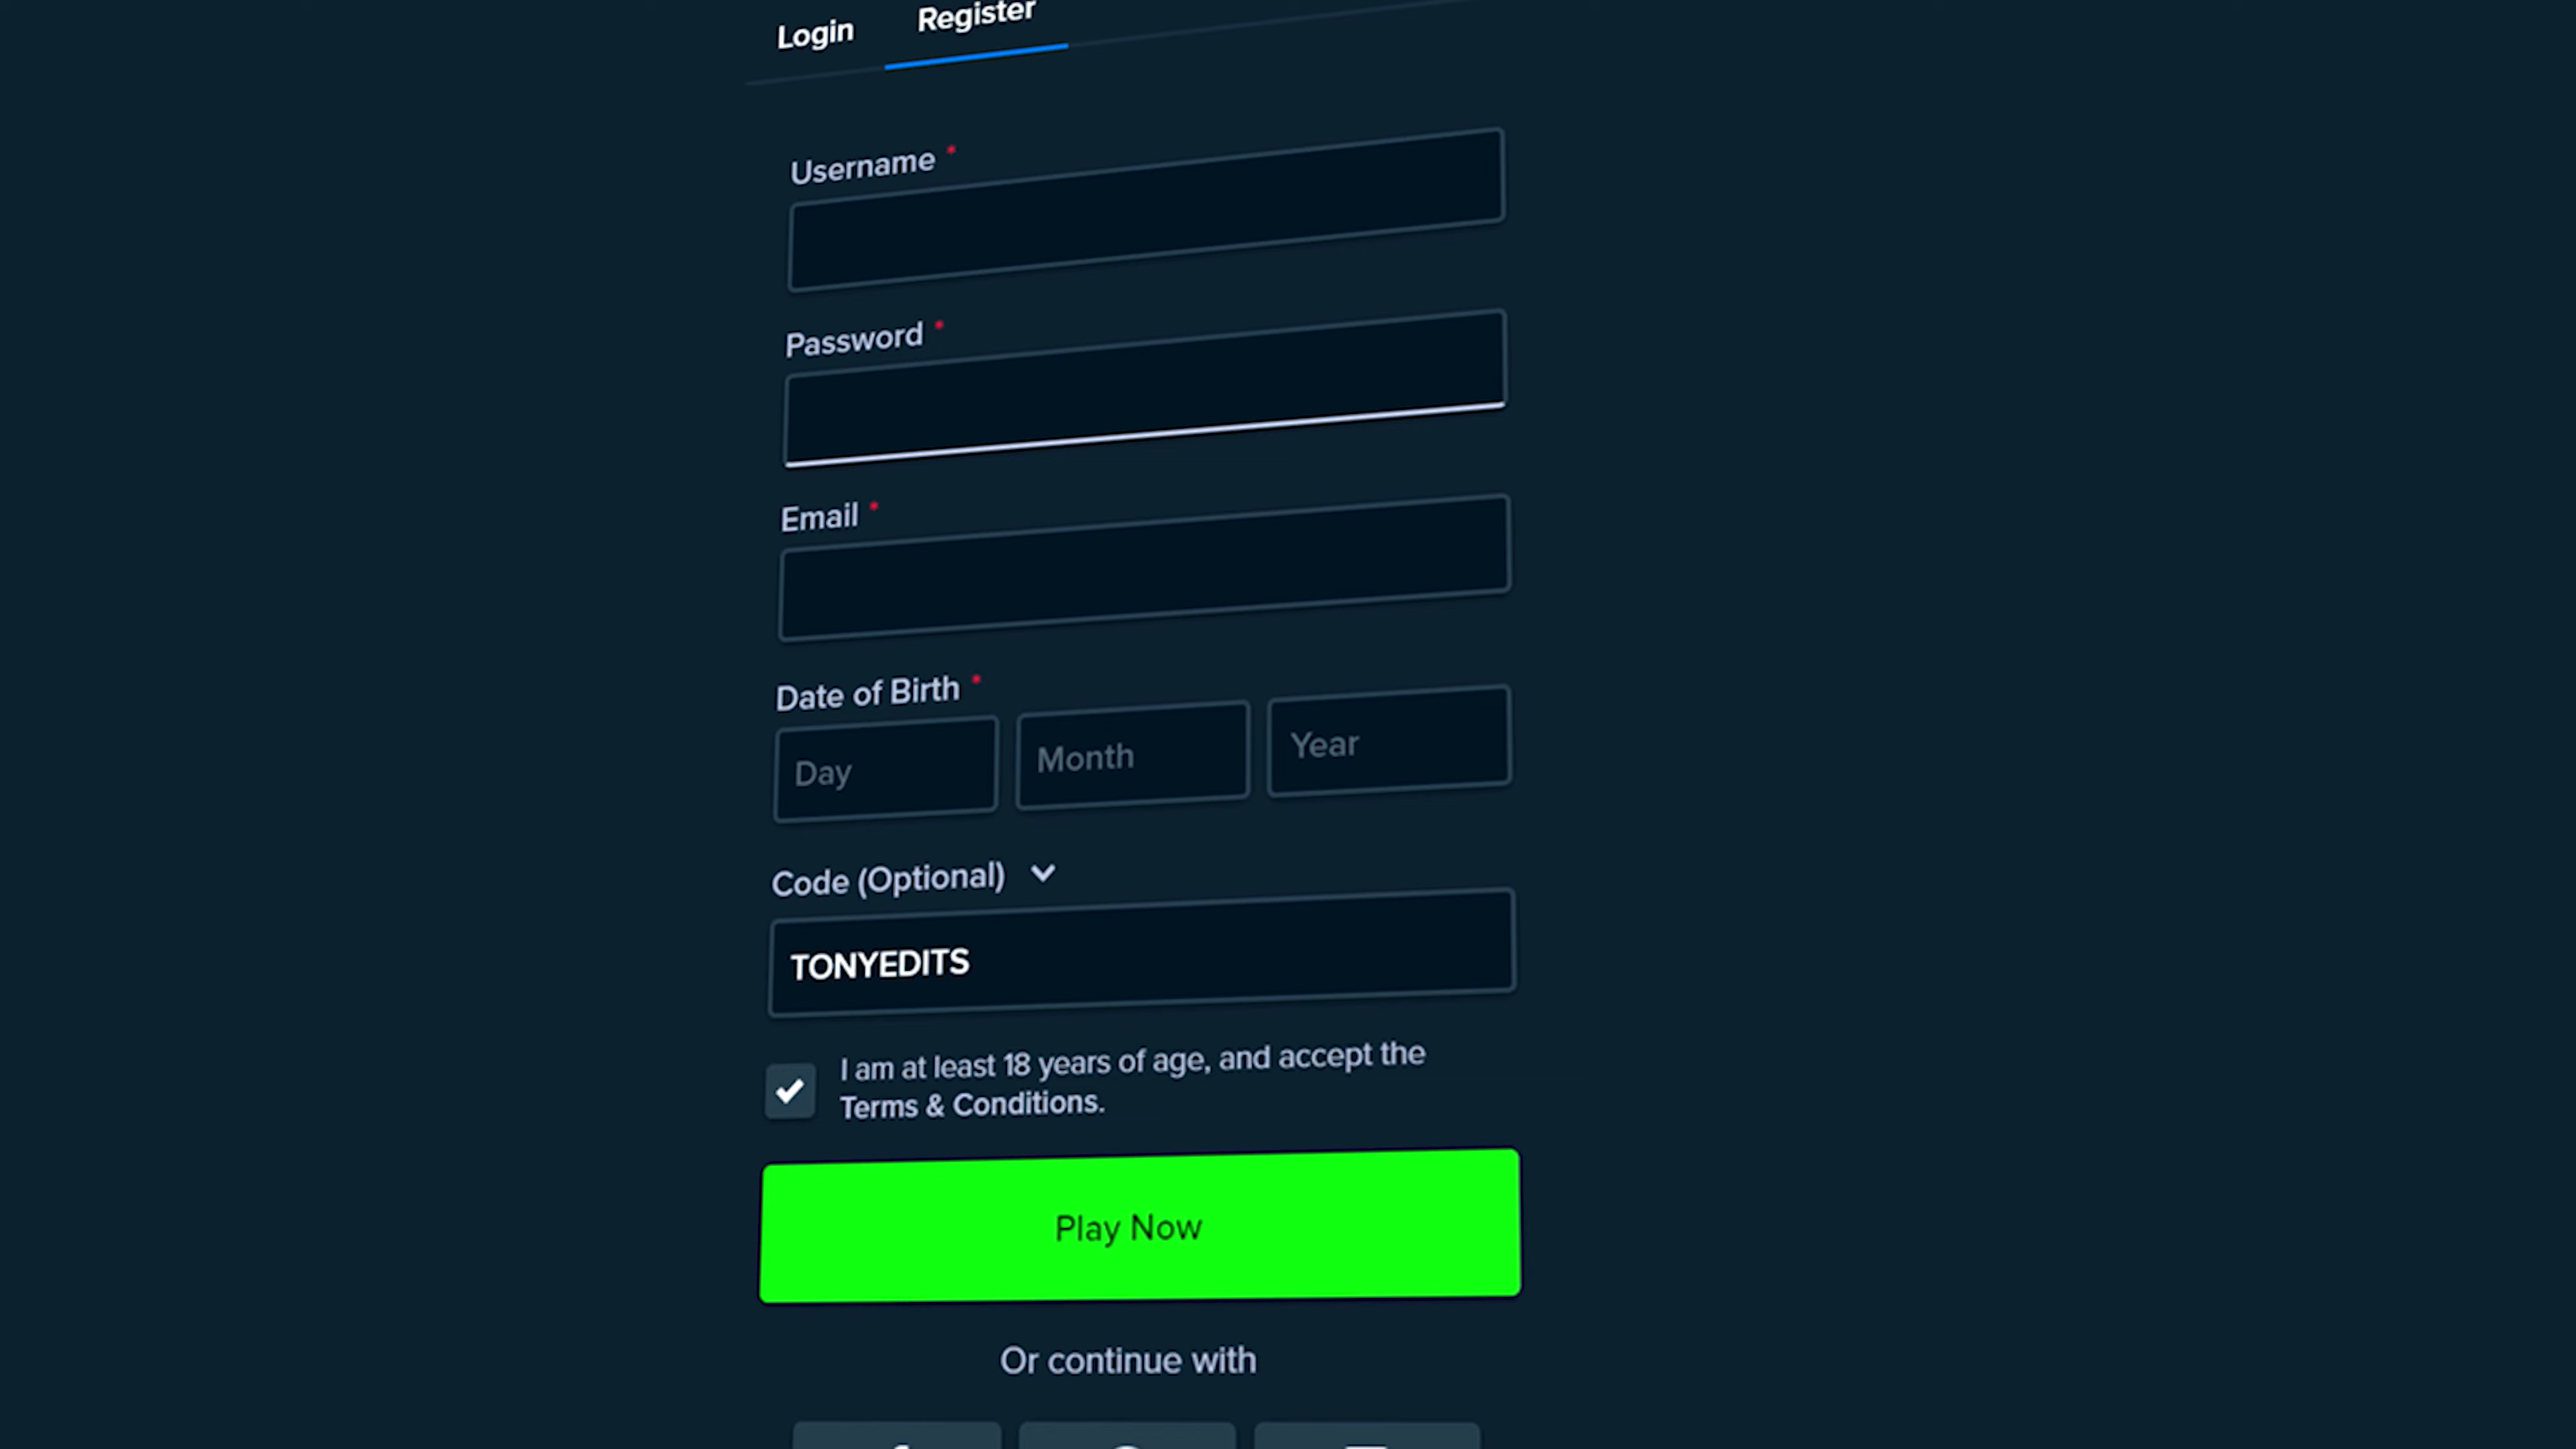 Login
Register
Username *
Password *
Email *
Date of Birth *
Day
Month
Year
Code (Optional)
TONYEDITS
I am at least 18 years of age, and accept the
Terms & Conditions.
Play Now
Or continue with